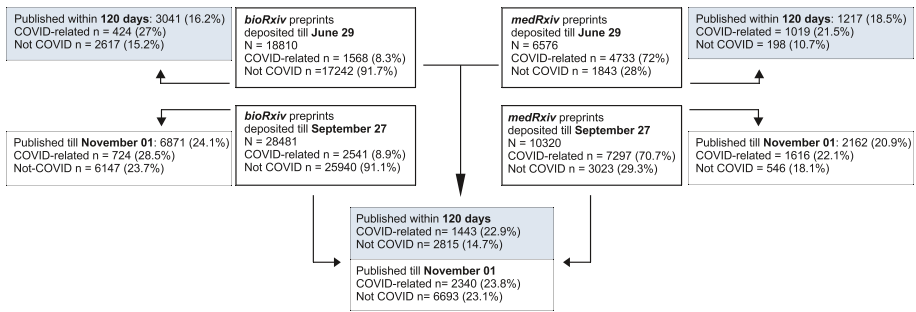 Published within 120 days: 3041 (16.2%)
COVID-related n = 424 (27%)
Not COVID n = 2617 (15.2%)
bioRxiv preprints
deposited till June 29
N = 18810
COVID-related n = 1568 (8.3%)
Not COVID n =17242 (91.7%)
medRxiv preprints
deposited till June 29
N = 6576
COVID-related n = 4733 (72%)
Not COVID n = 1843 (28%)
Published within 120 days: 1217 (18.5%)
COVID-related = 1019 (21.5%)
Not COVID = 198 (10.7%)
Published till November 01: 6871 (24.1%)
COVID-related n = 724 (28.5%)
Not-COVID n = 6147 (23.7%)
bioRxiv preprints
deposited till September 27
N = 28481
COVID-related n =2541 (8.9%)
Not COVID n = 25940 (91.1%)
medRxiv preprints
deposited till September 27
N = 10320
COVID-related n = 7297 (70.7%)
Not COVID n = 3023 (29.3%)
Published till November 01: 2162 (20.9%)
COVID-related = 1616 (22.1%)
Not COVID = 546 (18.1%)
Published within 120 days
COVID-related n= 1443 (22.9%)
Not COVID n= 2815 (14.7%)
Published till November 01
COVID-related n= 2340 (23.8%)
Not COVID n= 6693 (23.1%)